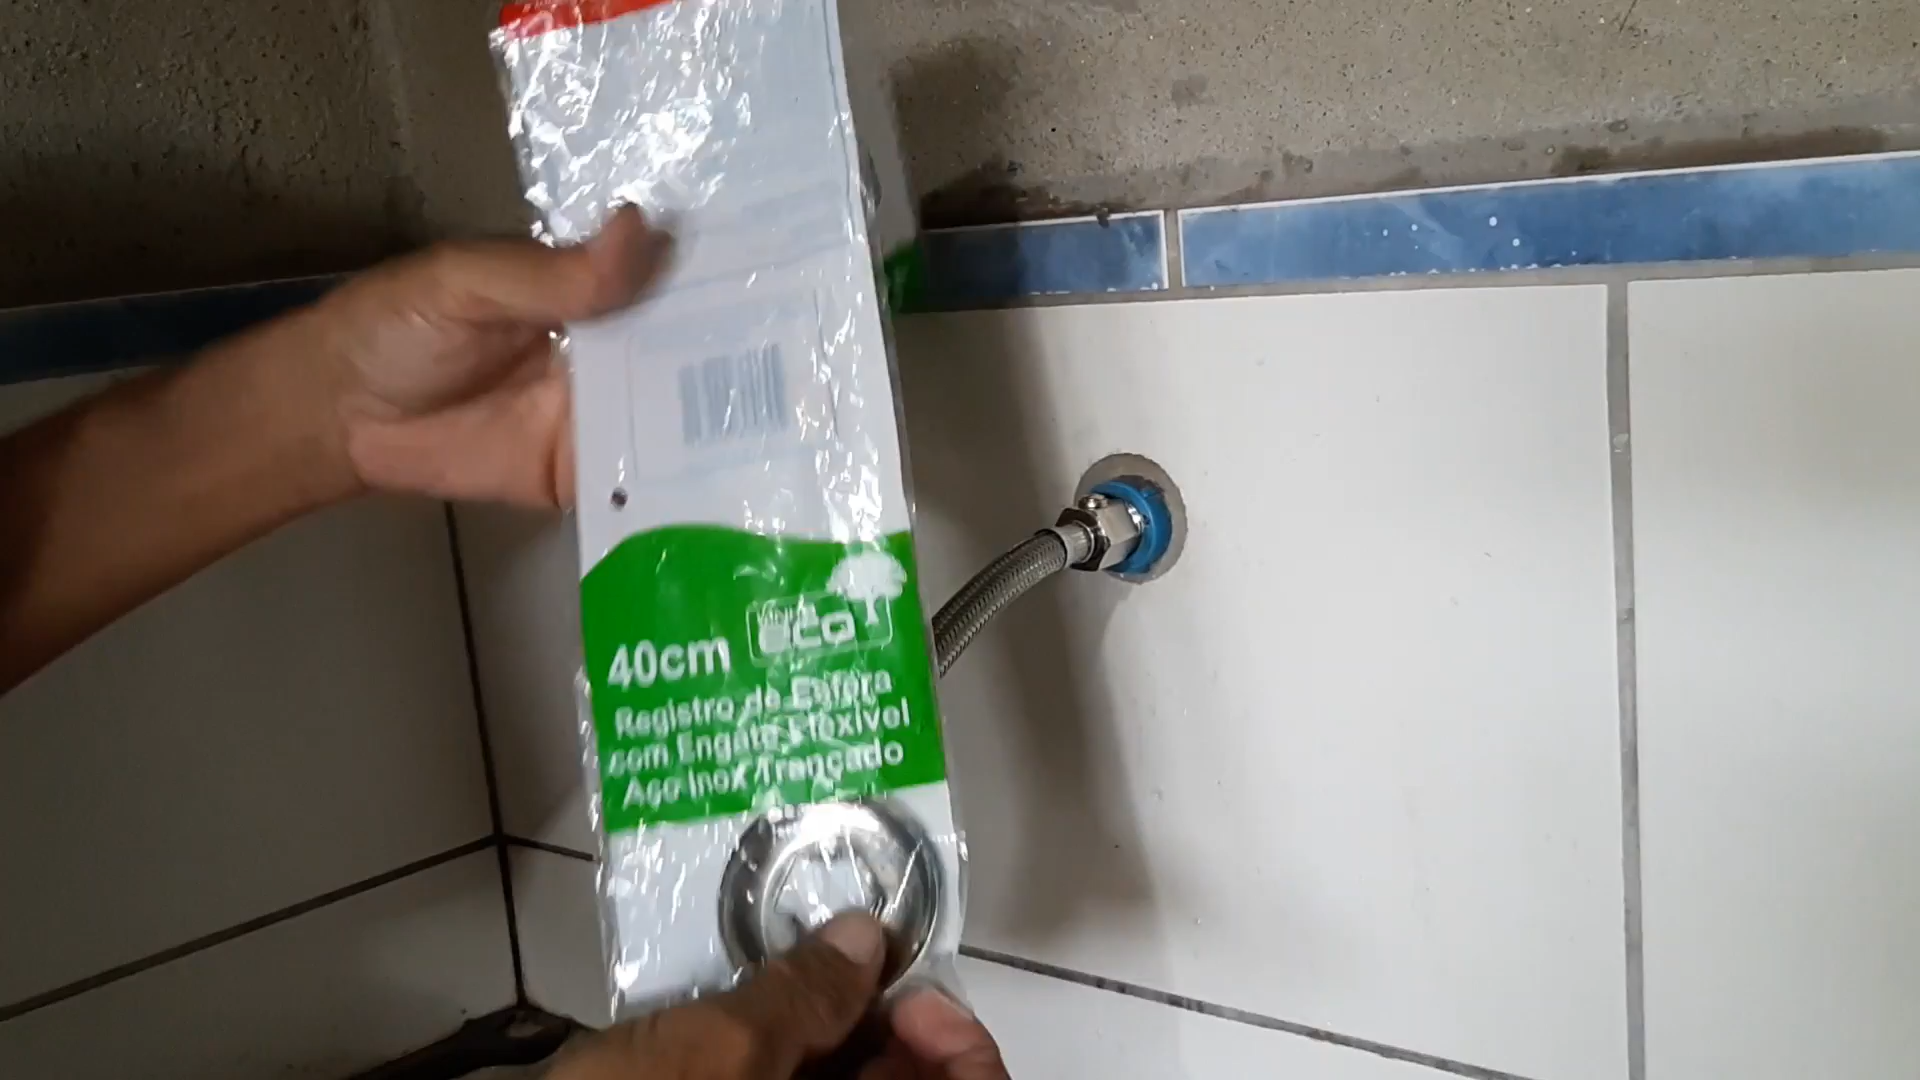 40cm
eco
Registro de Esfera
com Engate Flexível
Aço Inox Trançado